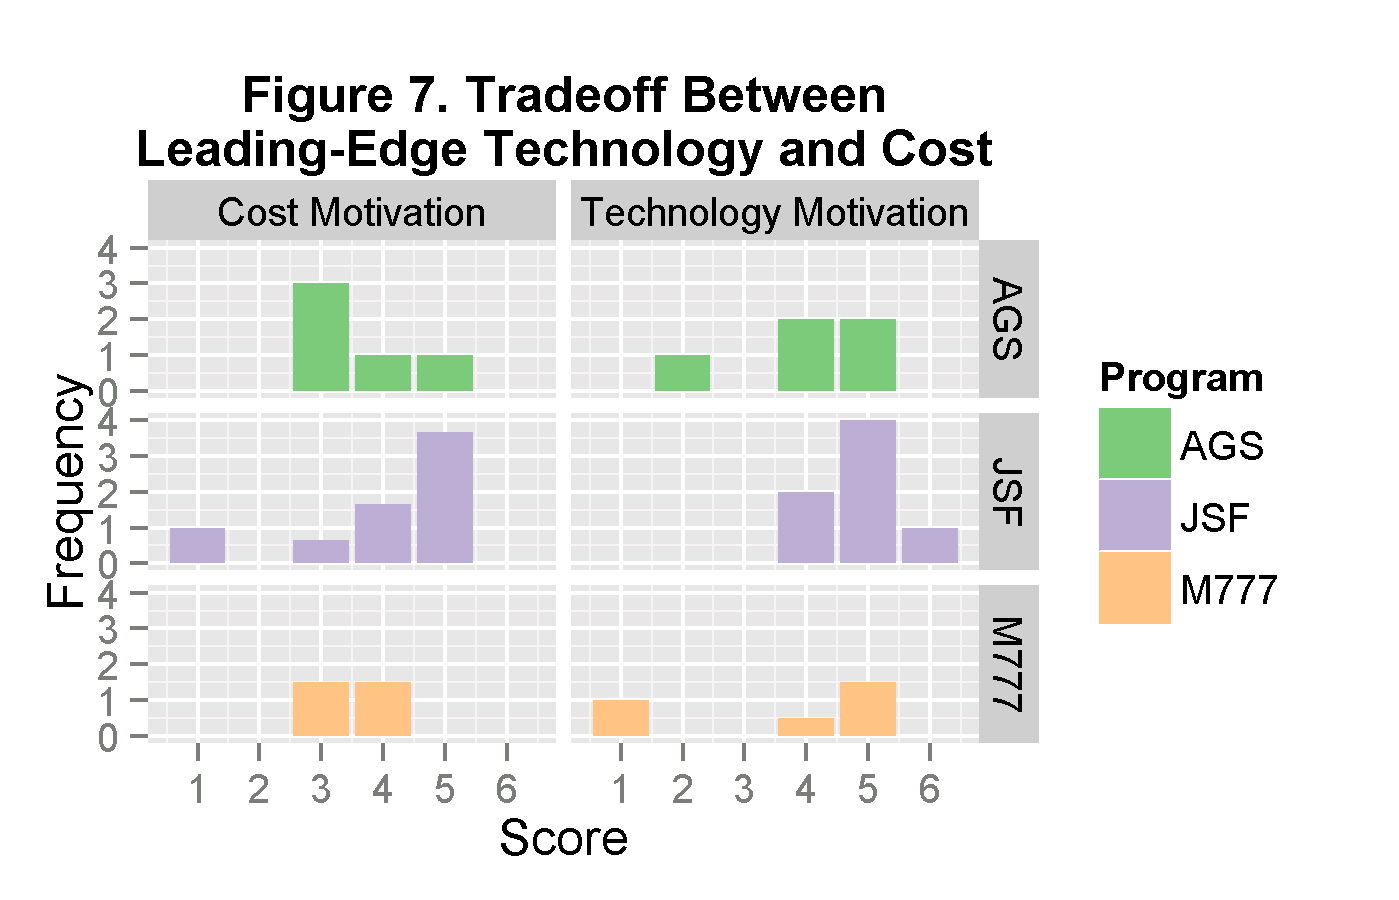 Figure 7. Tradeoff Between
Leading-Edge Technology and Cost
Cost Motivation
Technology Motivation
Frequency
4
3
2
1
0
AGS
4
3
2
1
0
JSF
4
3
2
1
0
M777
1 2 3 4 5 6
1 2 3 4 5 6
Score
Program
AGS
JSF
M777